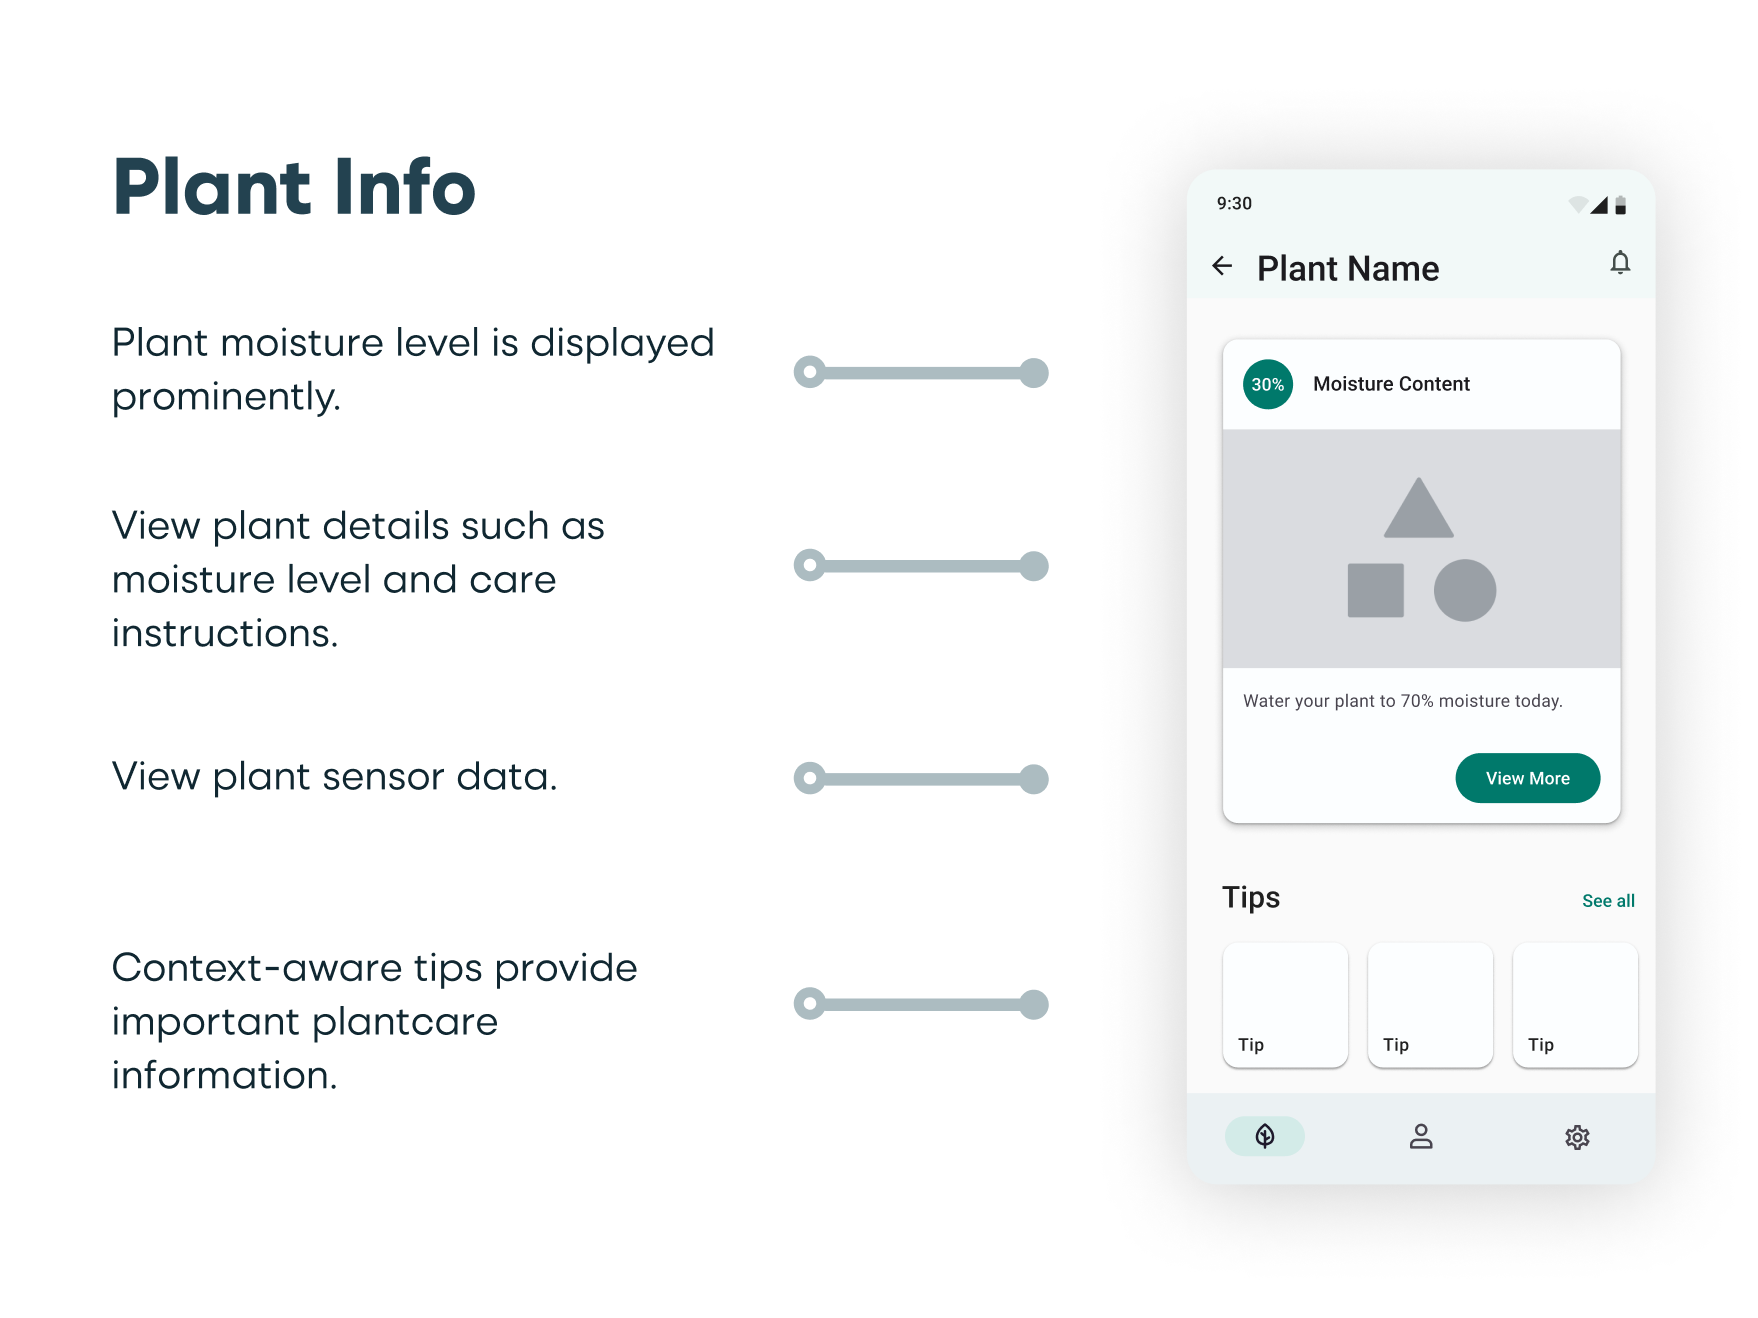 Plant Info
Plant moisture level is displayed
prominently.
View plant details such as
moisture level and care
instructions.
View plant sensor data.
Context-aware tips provide
important plantcare
information.
9:30
Plant Name
30%
Moisture Content
Water your plant to 70% moisture today.
View More
Tips
See all
Tip
Tip
Tip